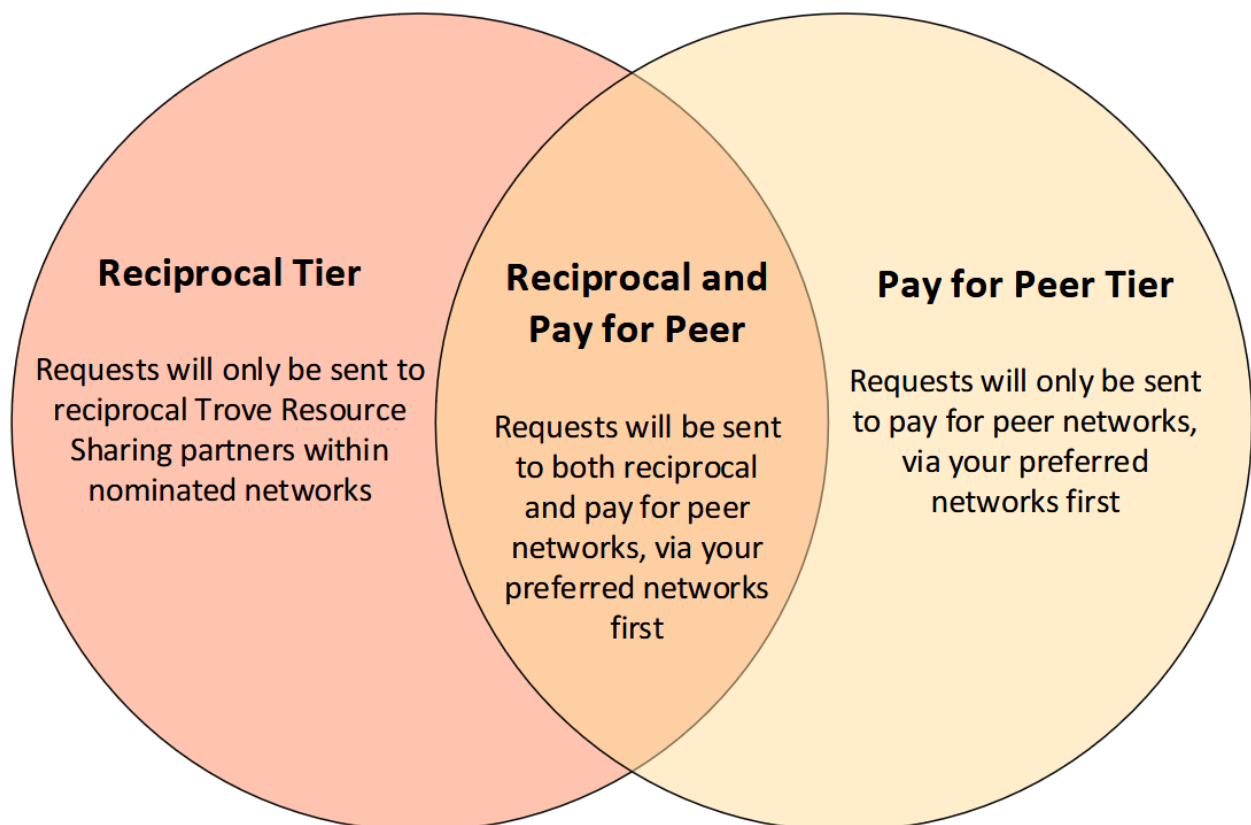 Reciprocal Tier
Requests will only be sent to
reciprocal Trove Resource
Sharing partners within
nominated networks
Reciprocal and
Pay for Peer
Requests will be sent
to both reciprocal
and pay for peer
networks, via your
preferred networks
first
Pay for Peer Tier
Requests will only be sent
to pay for peer networks,
via your preferred
networks first